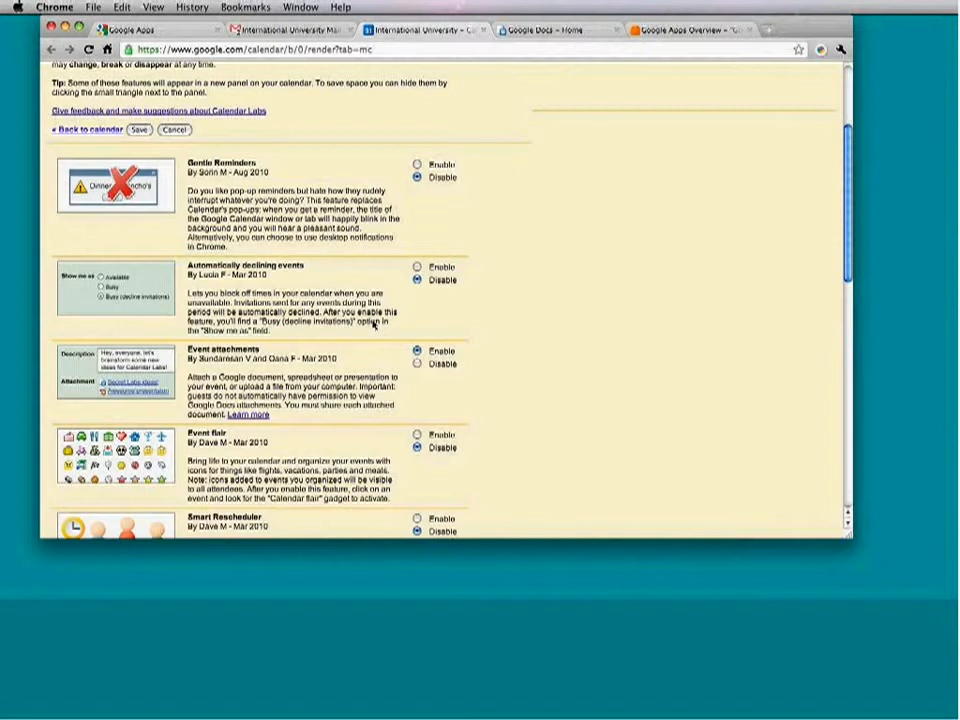 Chrome File Edit View History Bookmarks Window Help
Google Apps
International University Mai
International University - Ca
Google Docs - Home
Google Apps Overview - "G
https://www.google.com/calendar/b/0/render?tab=mc
may change, break or disappear at any time.
Tip: Some of these features will appear in a new panel on your calendar. To save space you can hide them by
clicking the small triangle next to the panel.
Give feedback and make suggestions about Calendar Labs
« Back to calendar Save Cancel
Gentle Reminders
By Sorin M - Aug 2010
Do you like pop-up reminders but hate how they rudely
interrupt whatever you're doing? This feature replaces
Calendar's pop-ups: when you get a reminder, the title of
the Google Calendar window or tab will happily blink in the
background and you will hear a pleasant sound.
Alternatively, you can choose to use desktop notifications
in Chrome.
Enable
Disable
Show me as Available
Busy
Busy (decline invitations)
Automatically declining events
By Lucia F - Mar 2010
Lets you block off times in your calendar when you are
unavailable. Invitations sent for any events during this
period will be automatically declined. After you enable this
feature, you'll find a "Busy (decline invitations)" option in
the "Show me as" field.
Enable
Disable
Description Hey, everyone, let's
brainstorm some new
ideas for Calendar Labs!
Attachment Secret Labs ideas!
Event attachments
By Sundaresan V and Oana F - Mar 2010
Attach a Google document, spreadsheet or presentation to
your event, or upload a file from your computer. Important:
guests do not automatically have permission to view
Google Docs attachments. You must share each attached
document. Learn more
Enable
Disable
Event flair
By Dave M - Mar 2010
Bring life to your calendar and organize your events with
icons for things like flights, vacations, parties and meals.
Note: icons added to events you organized will be visible
to all attendees. After you enable this feature, click on an
event and look for the "Calendar flair" gadget to activate.
Enable
Disable
Smart Rescheduler
By Dave M - Mar 2010
Enable
Disable